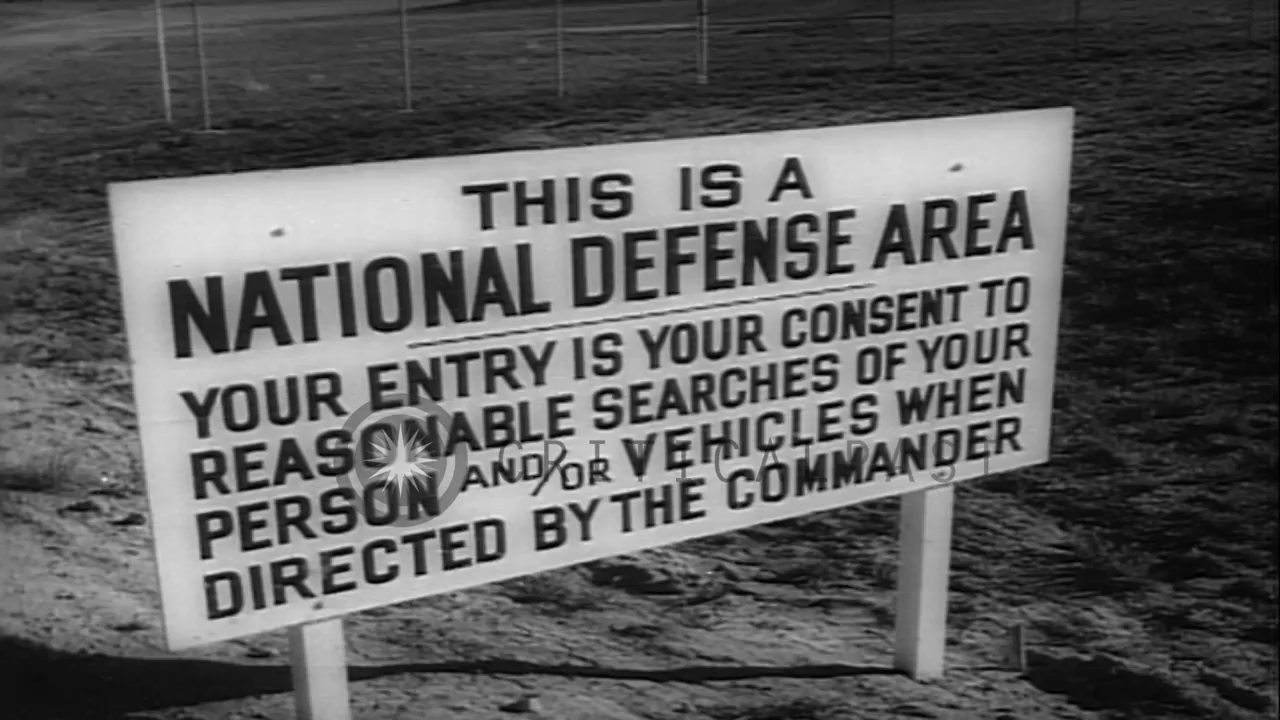 THIS IS A
NATIONAL DEFENSE AREA
YOUR ENTRY IS YOUR CONSENT TO
REASONABLE SEARCHES OF YOUR
PERSON AND/OR VEHICLES WHEN
DIRECTED BY THE COMMANDER
CRITICALPAST